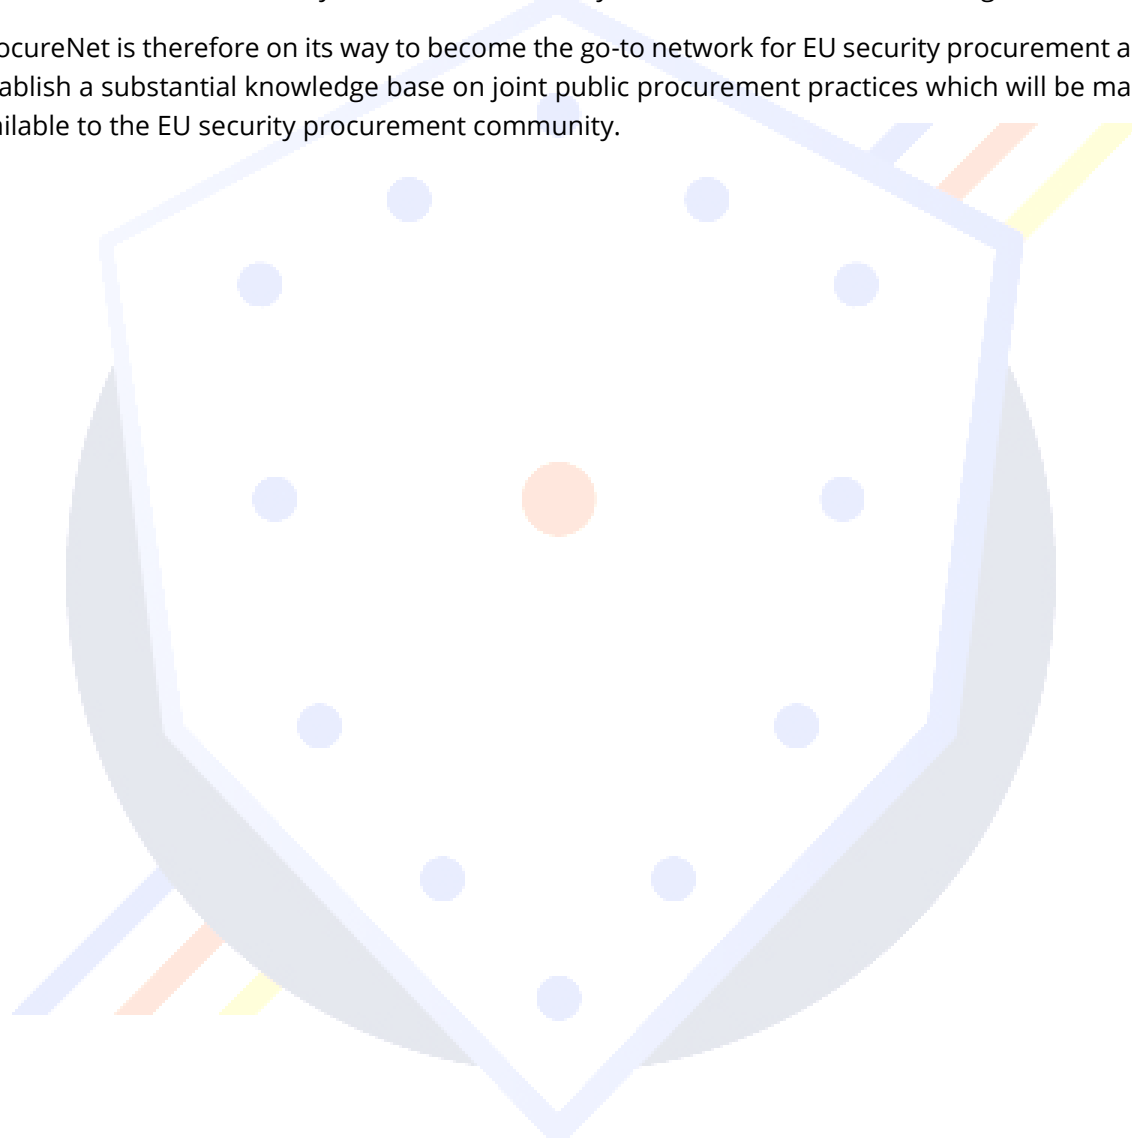 ocureNet is therefore on its way to become the go-to network for EU security procurement a
ablish a substantial knowledge base on joint public procurement practices which will be ma
ilable to the EU security procurement community.